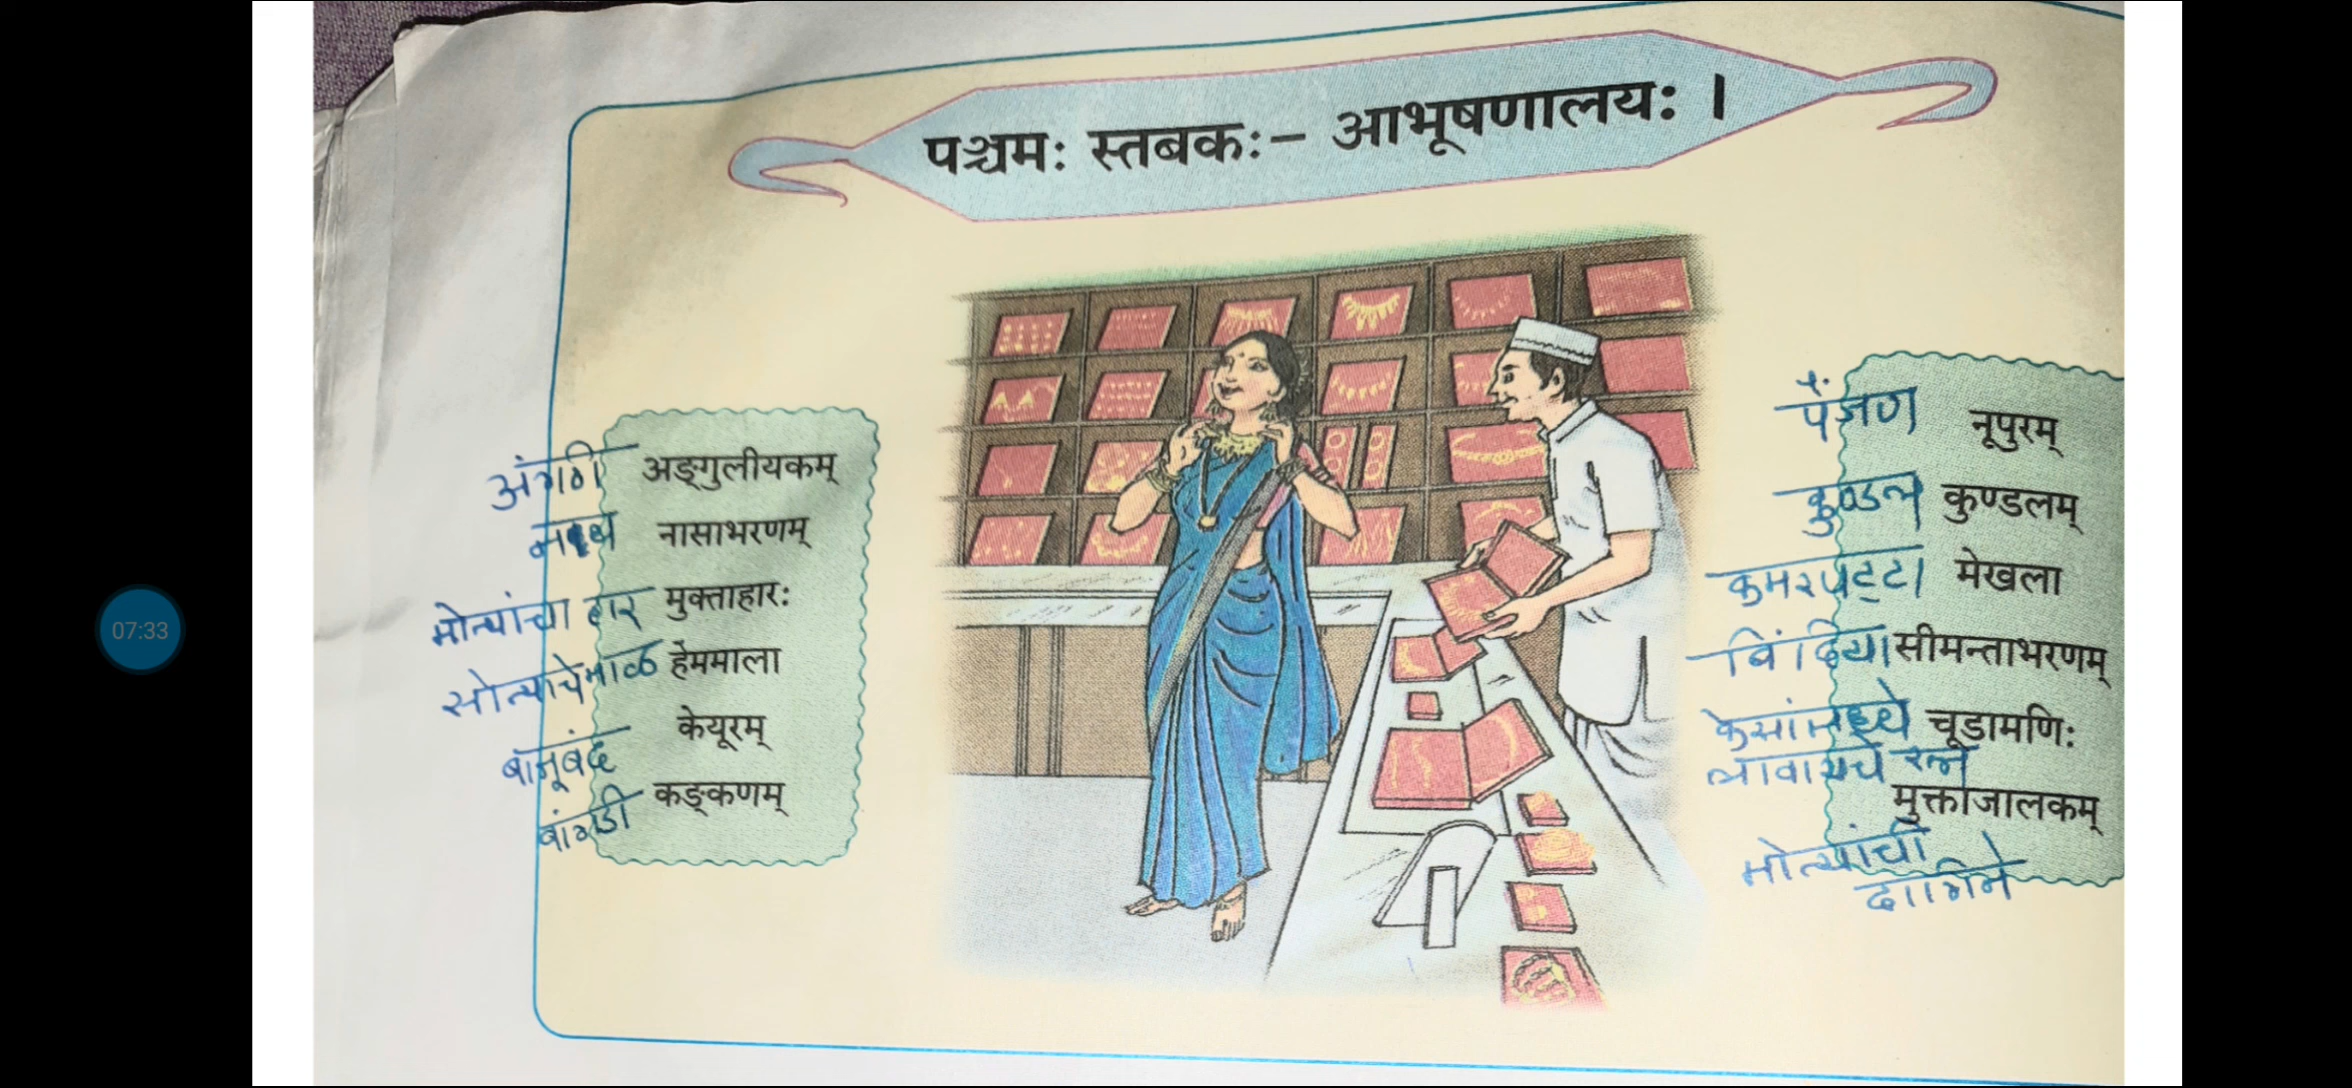 पञ्चमः स्तबकः– आभूषणालयः ।
अंगठी अङ्गुलीयकम्
नथ नासाभरणम्
मोत्यांचा हार मुक्ताहारः
सोन्याचे माळ हेममाला
बाजूबंद केयूरम्
बांगडी कङ्कणम्
पैंजण नूपुरम्
कुण्डल कुण्डलम्
कमरपट्टा मेखला
बिंदिया सीमन्ताभरणम्
केसांमध्ये चूडामणिः
लावायचे रत्न
मुक्ताजालकम्
मोत्यांची
दागिने
07:33